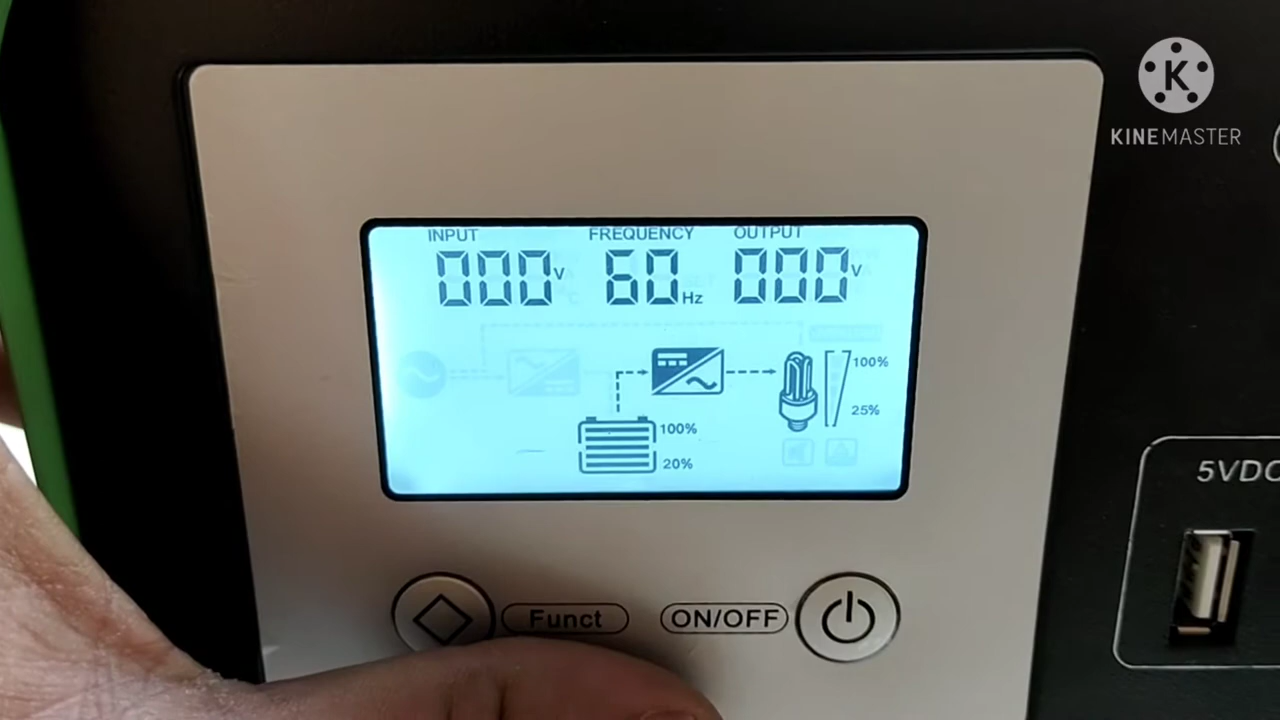 KINEMASTER
INPUT FREQUENCY OUTPUT
000V 60Hz 000V
100%
25%
100%
20%
Funct ON/OFF
5VDC